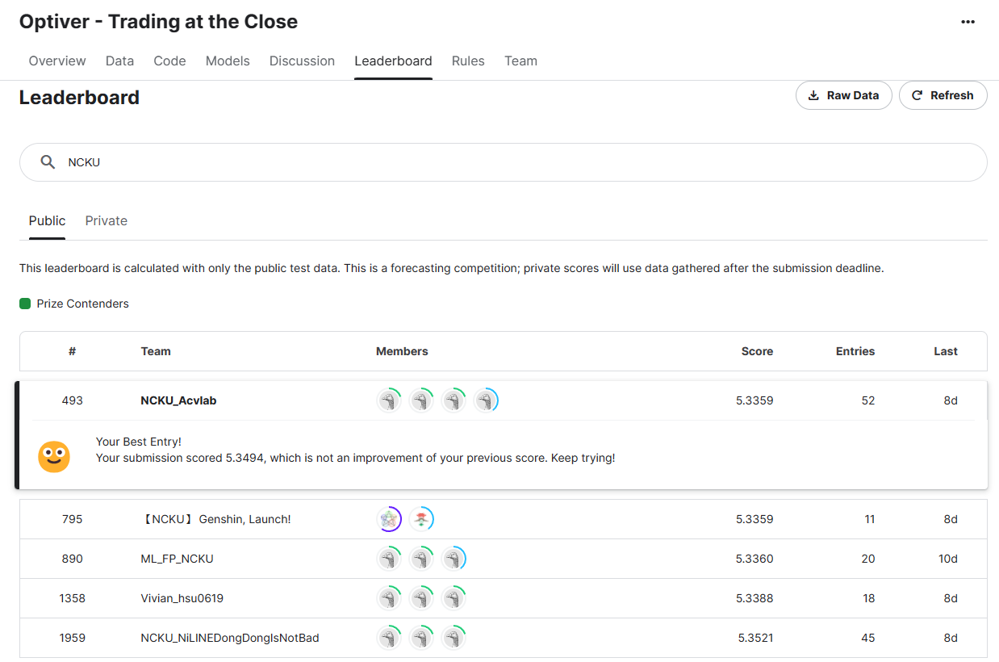 Optiver - Trading at the Close
Overview Data Code Models Discussion Leaderboard Rules Team
Leaderboard
Raw Data Refresh
NCKU
Public Private
This leaderboard is calculated with only the public test data. This is a forecasting competition; private scores will use data gathered after the submission deadline.
Prize Contenders
# Team Members Score Entries Last
493 NCKU_Acvlab 5.3359 52 8d
Your Best Entry!
Your submission scored 5.3494, which is not an improvement of your previous score. Keep trying!
795 【NCKU】Genshin, Launch! 5.3359 11 8d
890 ML_FP_NCKU 5.3360 20 10d
1358 Vivian_hsu0619 5.3388 18 8d
1959 NCKU_NiLINEDongDongIsNotBad 5.3521 45 8d